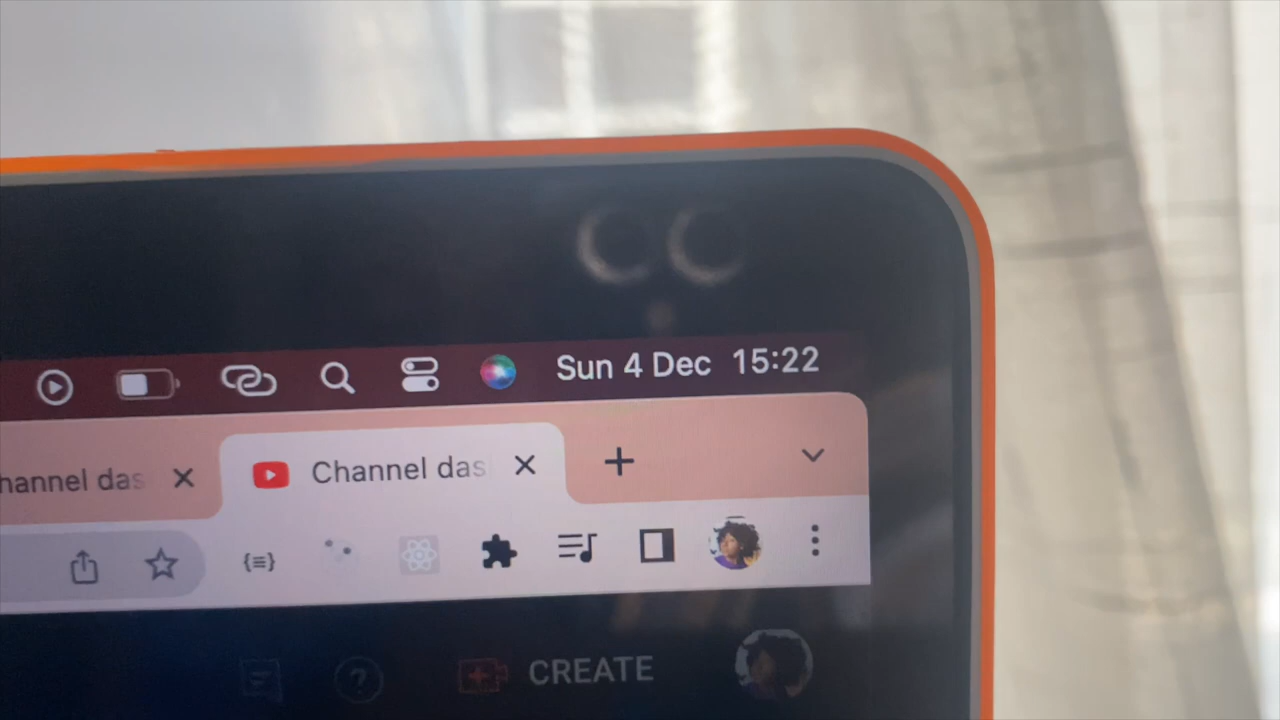 Sun 4 Dec 15:22
hannel das
Channel das
{≡}
?
CREATE